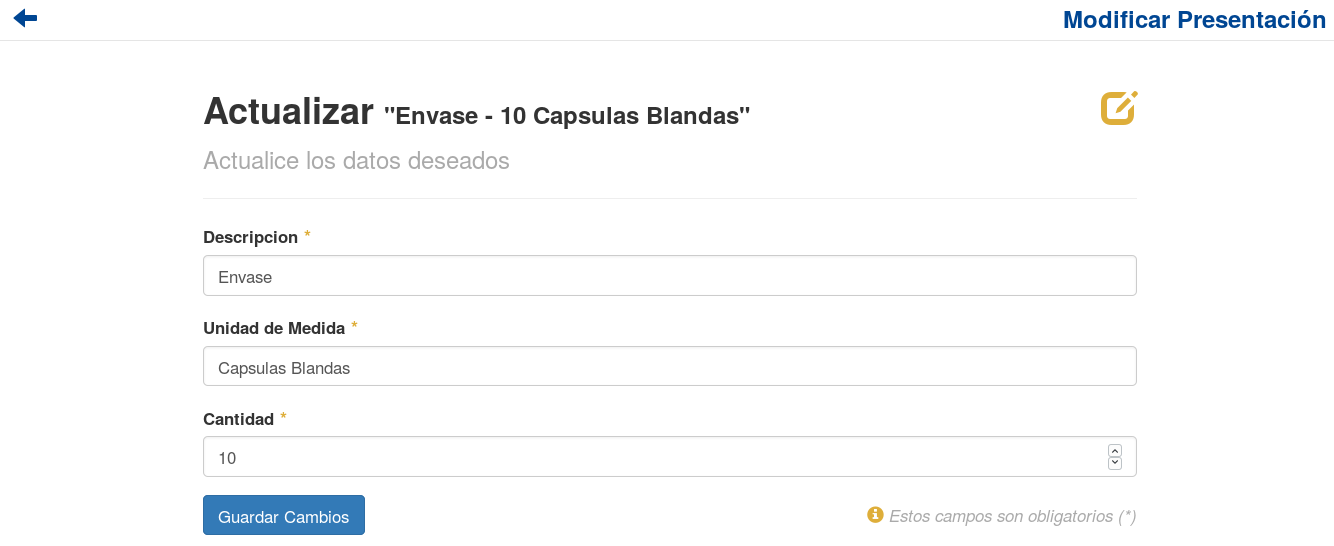 Modificar Presentación
Actualizar "Envase - 10 Capsulas Blandas"
Actualice los datos deseados
Descripcion *
Envase
Unidad de Medida *
Capsulas Blandas
Cantidad *
10
Guardar Cambios
Estos campos son obligatorios (*)